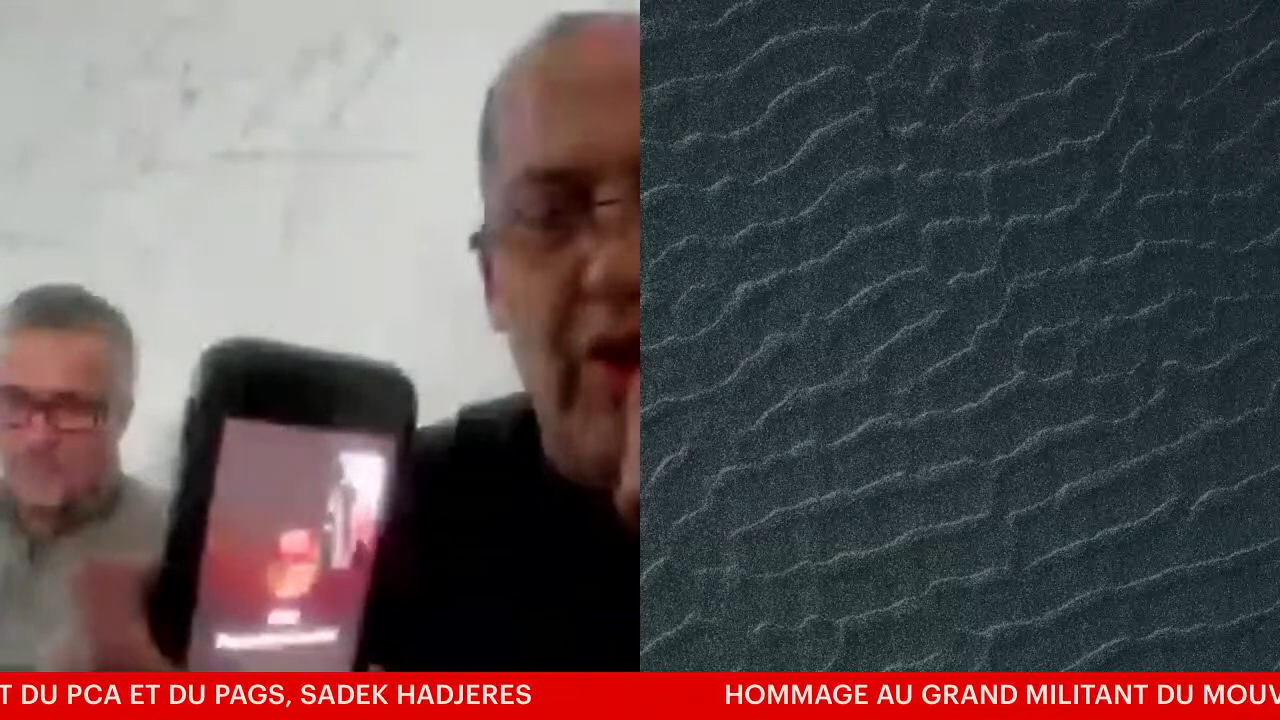 T DU PCA ET DU PAGS, SADEK HADJERES
HOMMAGE AU GRAND MILITANT DU MOUV